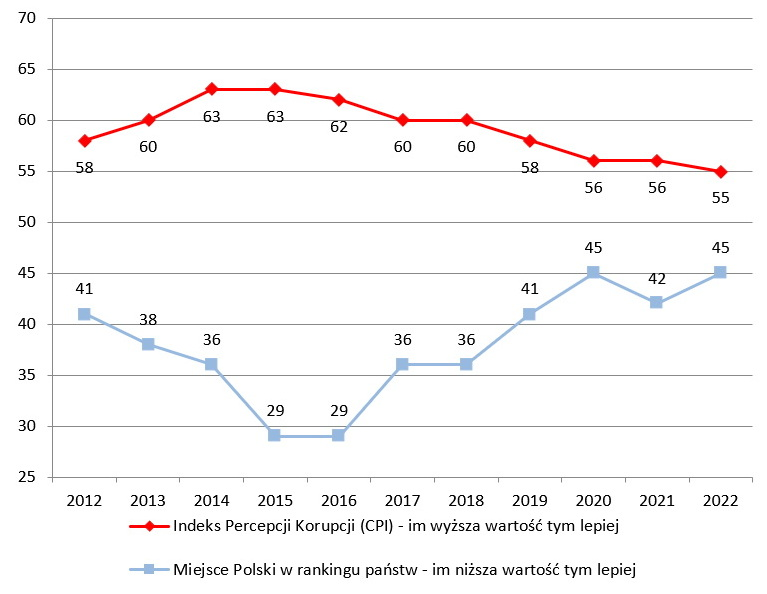 70
65
60
55
50
45
40
35
30
25
58 60 63 63 62 60 60 58 56 56 55
41 38 36 29 29 36 36 41 45 42 45
2012 2013 2014 2015 2016 2017 2018 2019 2020 2021 2022
Indeks Percepcji Korupcji (CPI) - im wyższa wartość tym lepiej
Miejsce Polski w rankingu państw - im niższa wartość tym lepiej